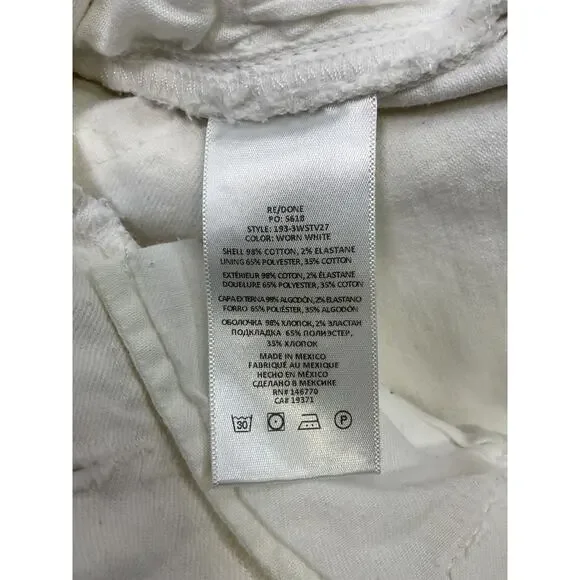 RE/DONE
PO: 5618
STYLE: 193-3WSTV27
COLOR: WORN WHITE
SHELL 98% COTTON, 2% ELASTANE
LINING 65% POLYESTER, 35% COTTON
EXTÉRIEUR 98% COTON, 2% ÉLASTANE
DOUELURE 65% POLYESTER, 35% COTON
CAPA EXTERNA 99% ALGODÓN, 2% ELASTANO
FORRO 65% POLIÉSTER, 35% ALGODÓN
ОБОЛОЧКА 98% ХЛОПОК, 2% ЭЛАСТАН
ПОДКЛАДКА 65% ПОЛИЭСТЕР,
35% ХЛОПОК
MADE IN MEXICO
FABRIQUÉ AU MEXIQUE
HECHO EN MÉXICO
СДЕЛАНО В МЕКСИКЕ
RN# 146770
CA# 19371
30 P